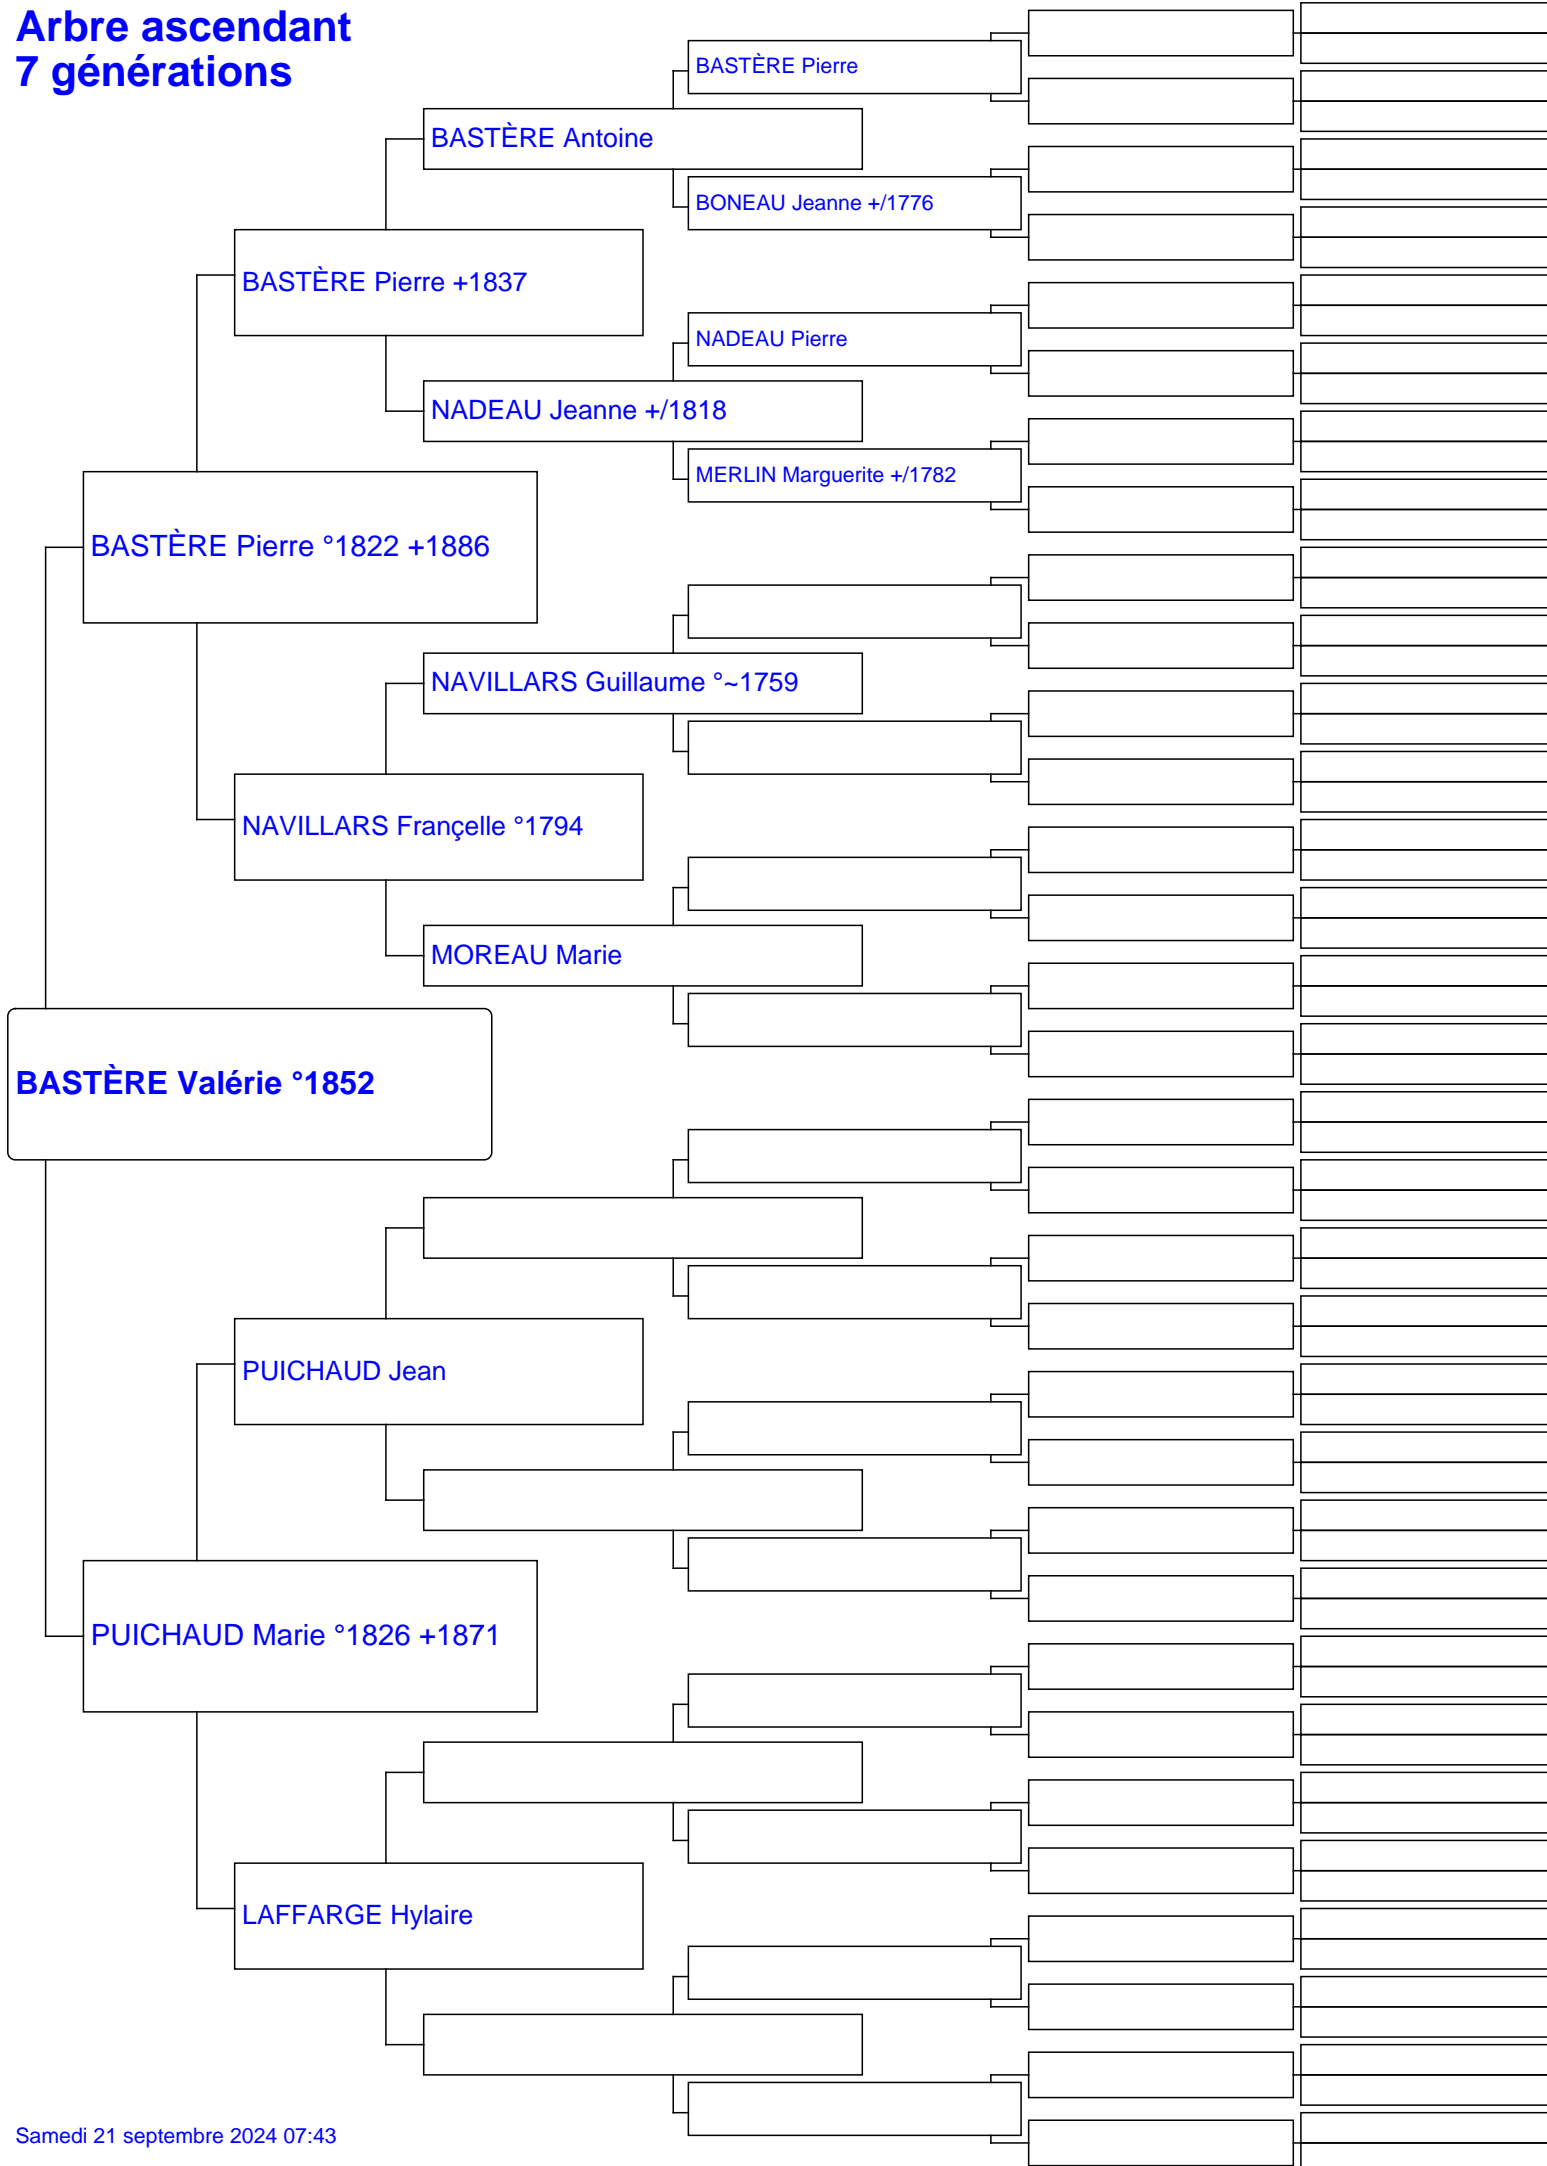 Arbre ascendant
7 générations
BASTÈRE Pierre
BASTÈRE Antoine
BONEAU Jeanne +/1776
BASTÈRE Pierre +1837
NADEAU Pierre
NADEAU Jeanne +/1818
MERLIN Marguerite +/1782
BASTÈRE Pierre °1822 +1886
NAVILLARS Guillaume °~1759
NAVILLARS Françelle °1794
MOREAU Marie
BASTÈRE Valérie °1852
PUICHAUD Jean
PUICHAUD Marie °1826 +1871
LAFFARGE Hylaire
Samedi 21 septembre 2024 07:43